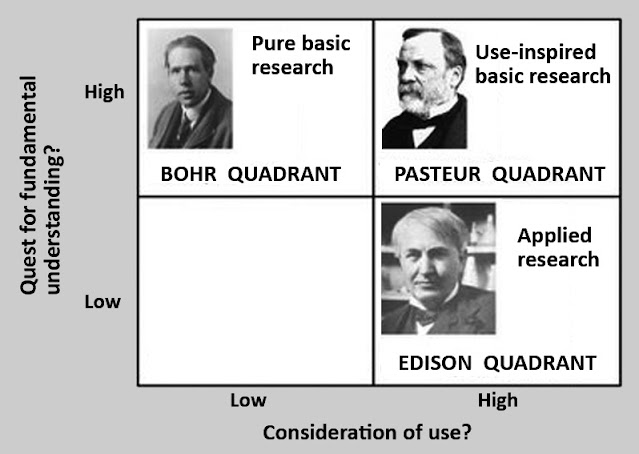 Quest for fundamental
understanding?
High
Low
Pure basic
research
BOHR QUADRANT
Use-inspired
basic research
PASTEUR QUADRANT
Applied
research
EDISON QUADRANT
Low
High
Consideration of use?